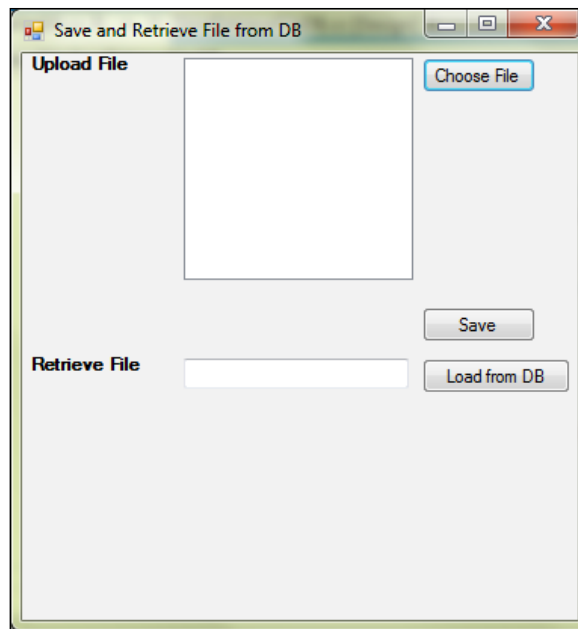 Save and Retrieve File from DB
Upload File
Choose File
Save
Retrieve File
Load from DB